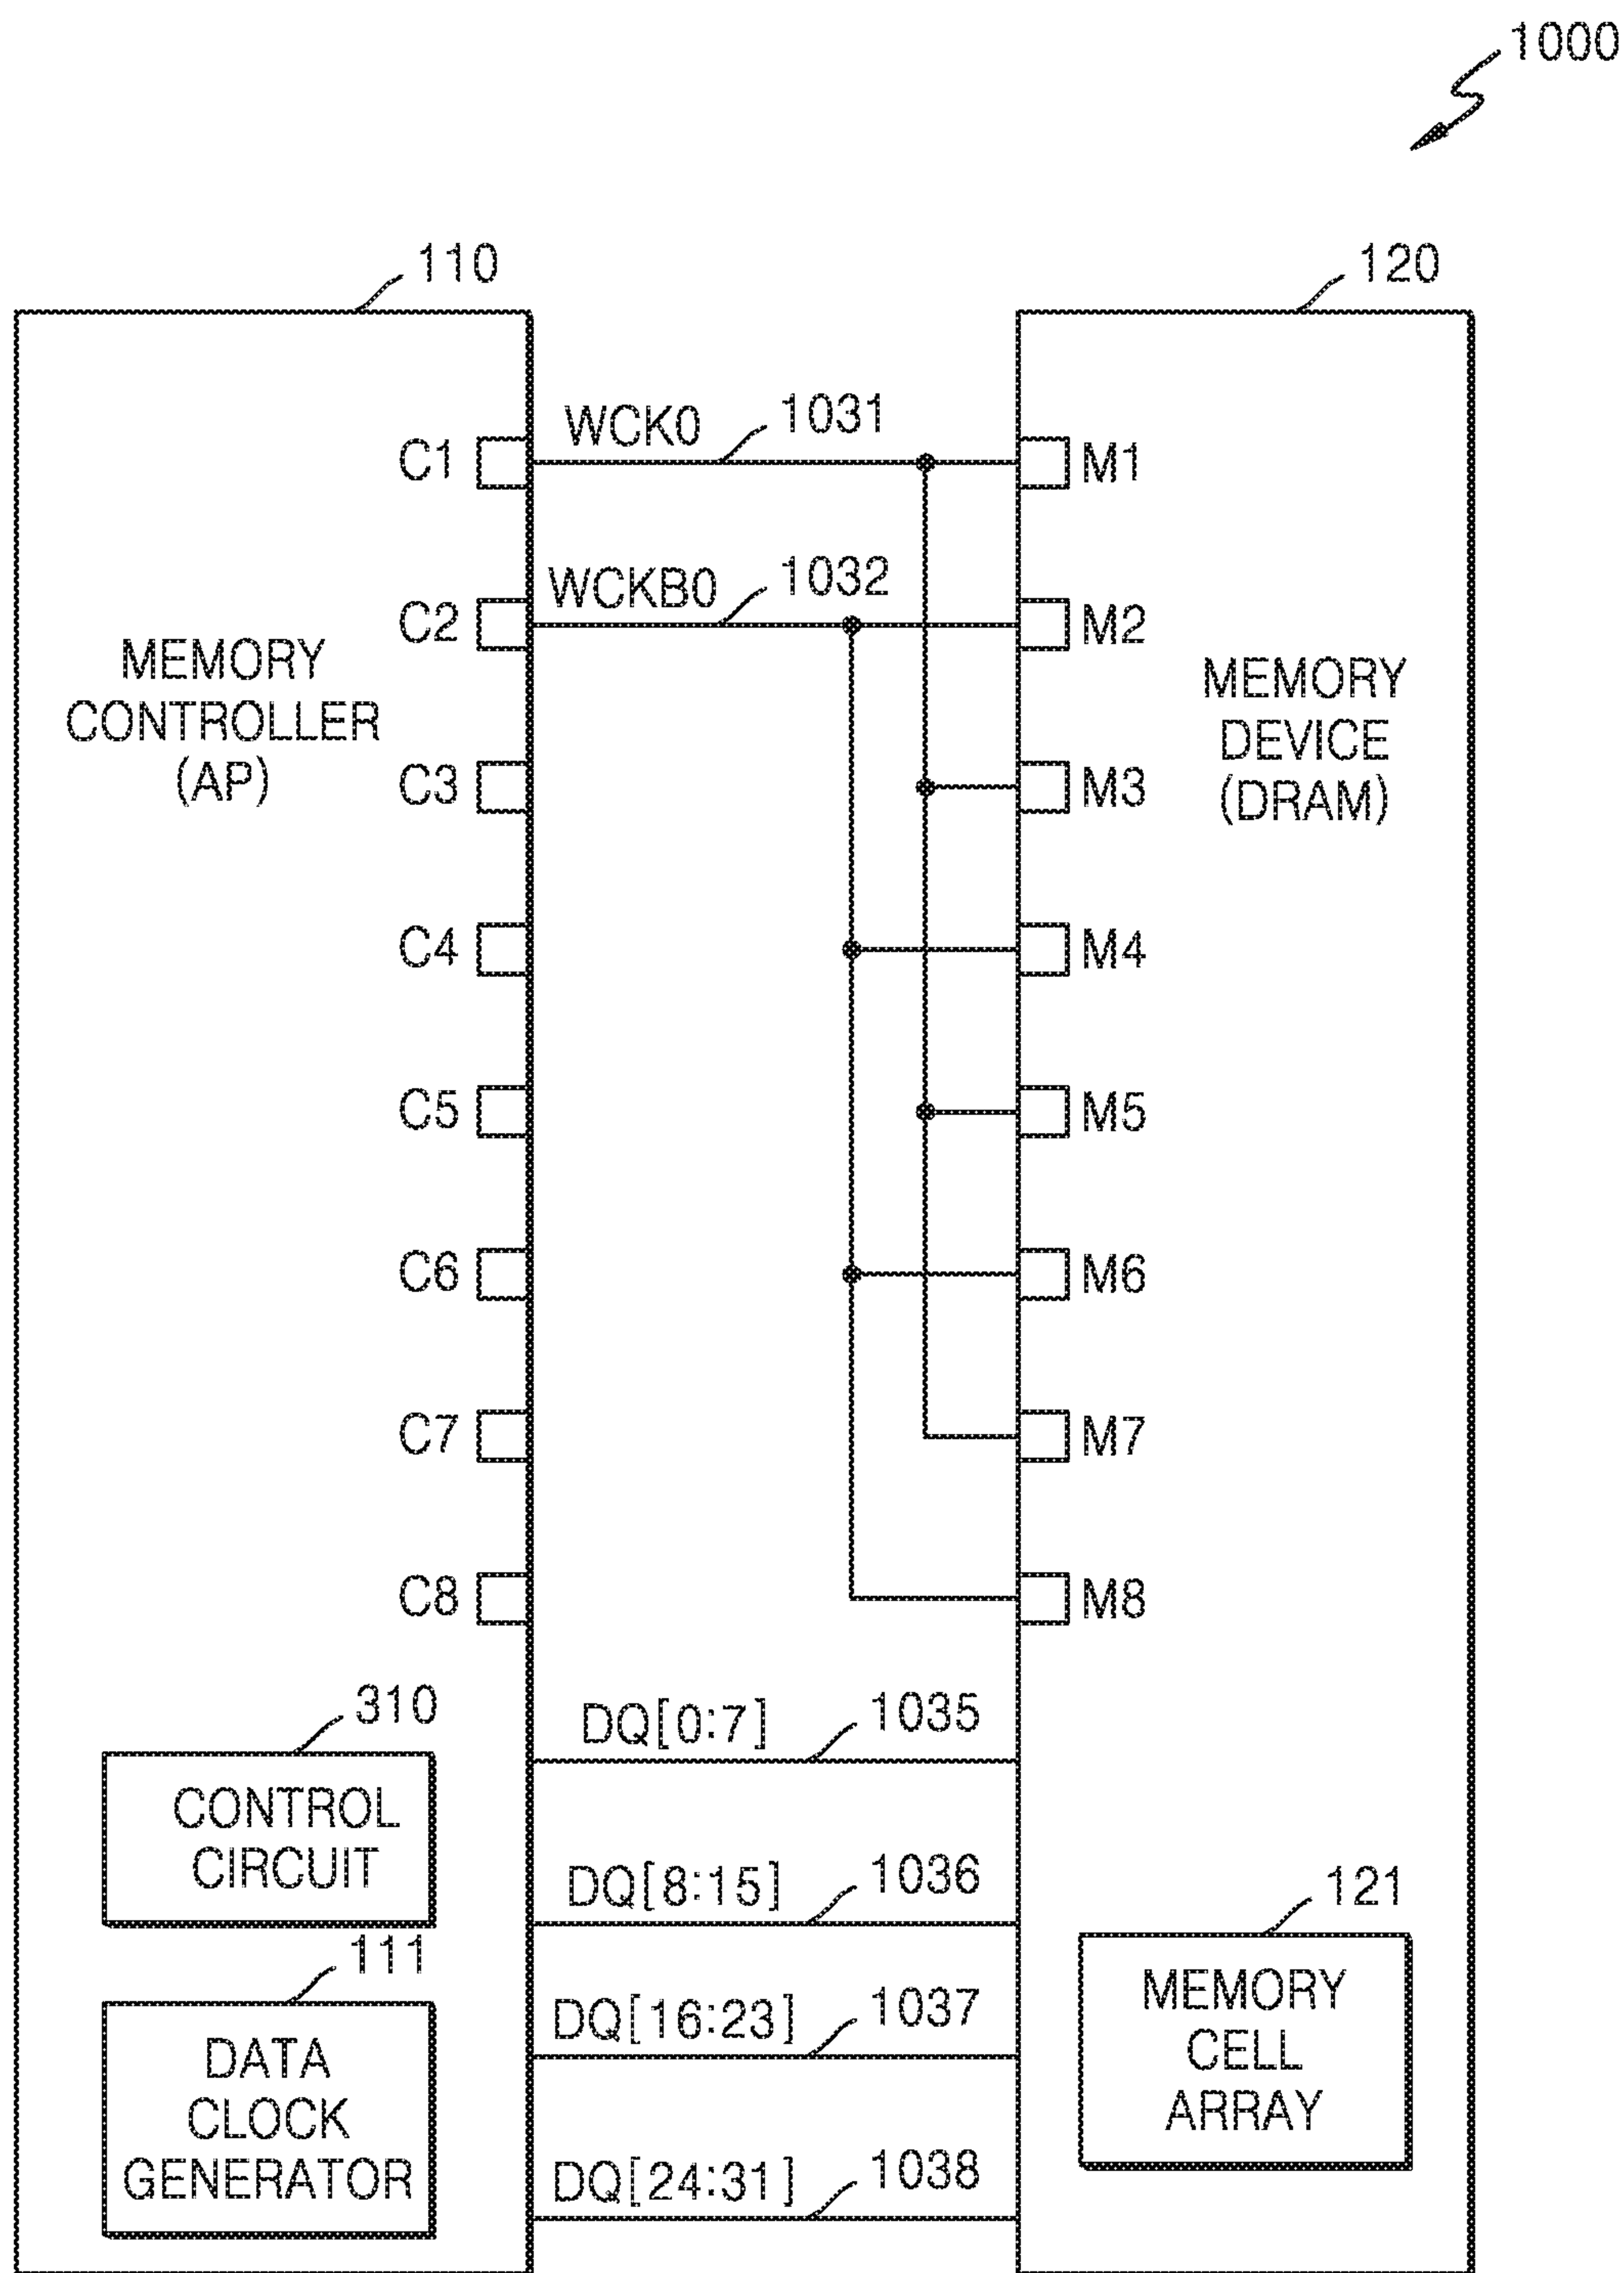 1000
110
120
WCK0
1031
C1
M1
WCKB0
1032
C2
M2
MEMORY
CONTROLLER
(AP)
MEMORY
DEVICE
(DRAM)
C3
M3
C4
M4
C5
M5
C6
M6
C7
M7
C8
M8
310
CONTROL
CIRCUIT
DQ[0:7]
1035
DQ[8:15]
1036
111
DATA
CLOCK
GENERATOR
DQ[16:23]
1037
DQ[24:31]
1038
121
MEMORY
CELL
ARRAY